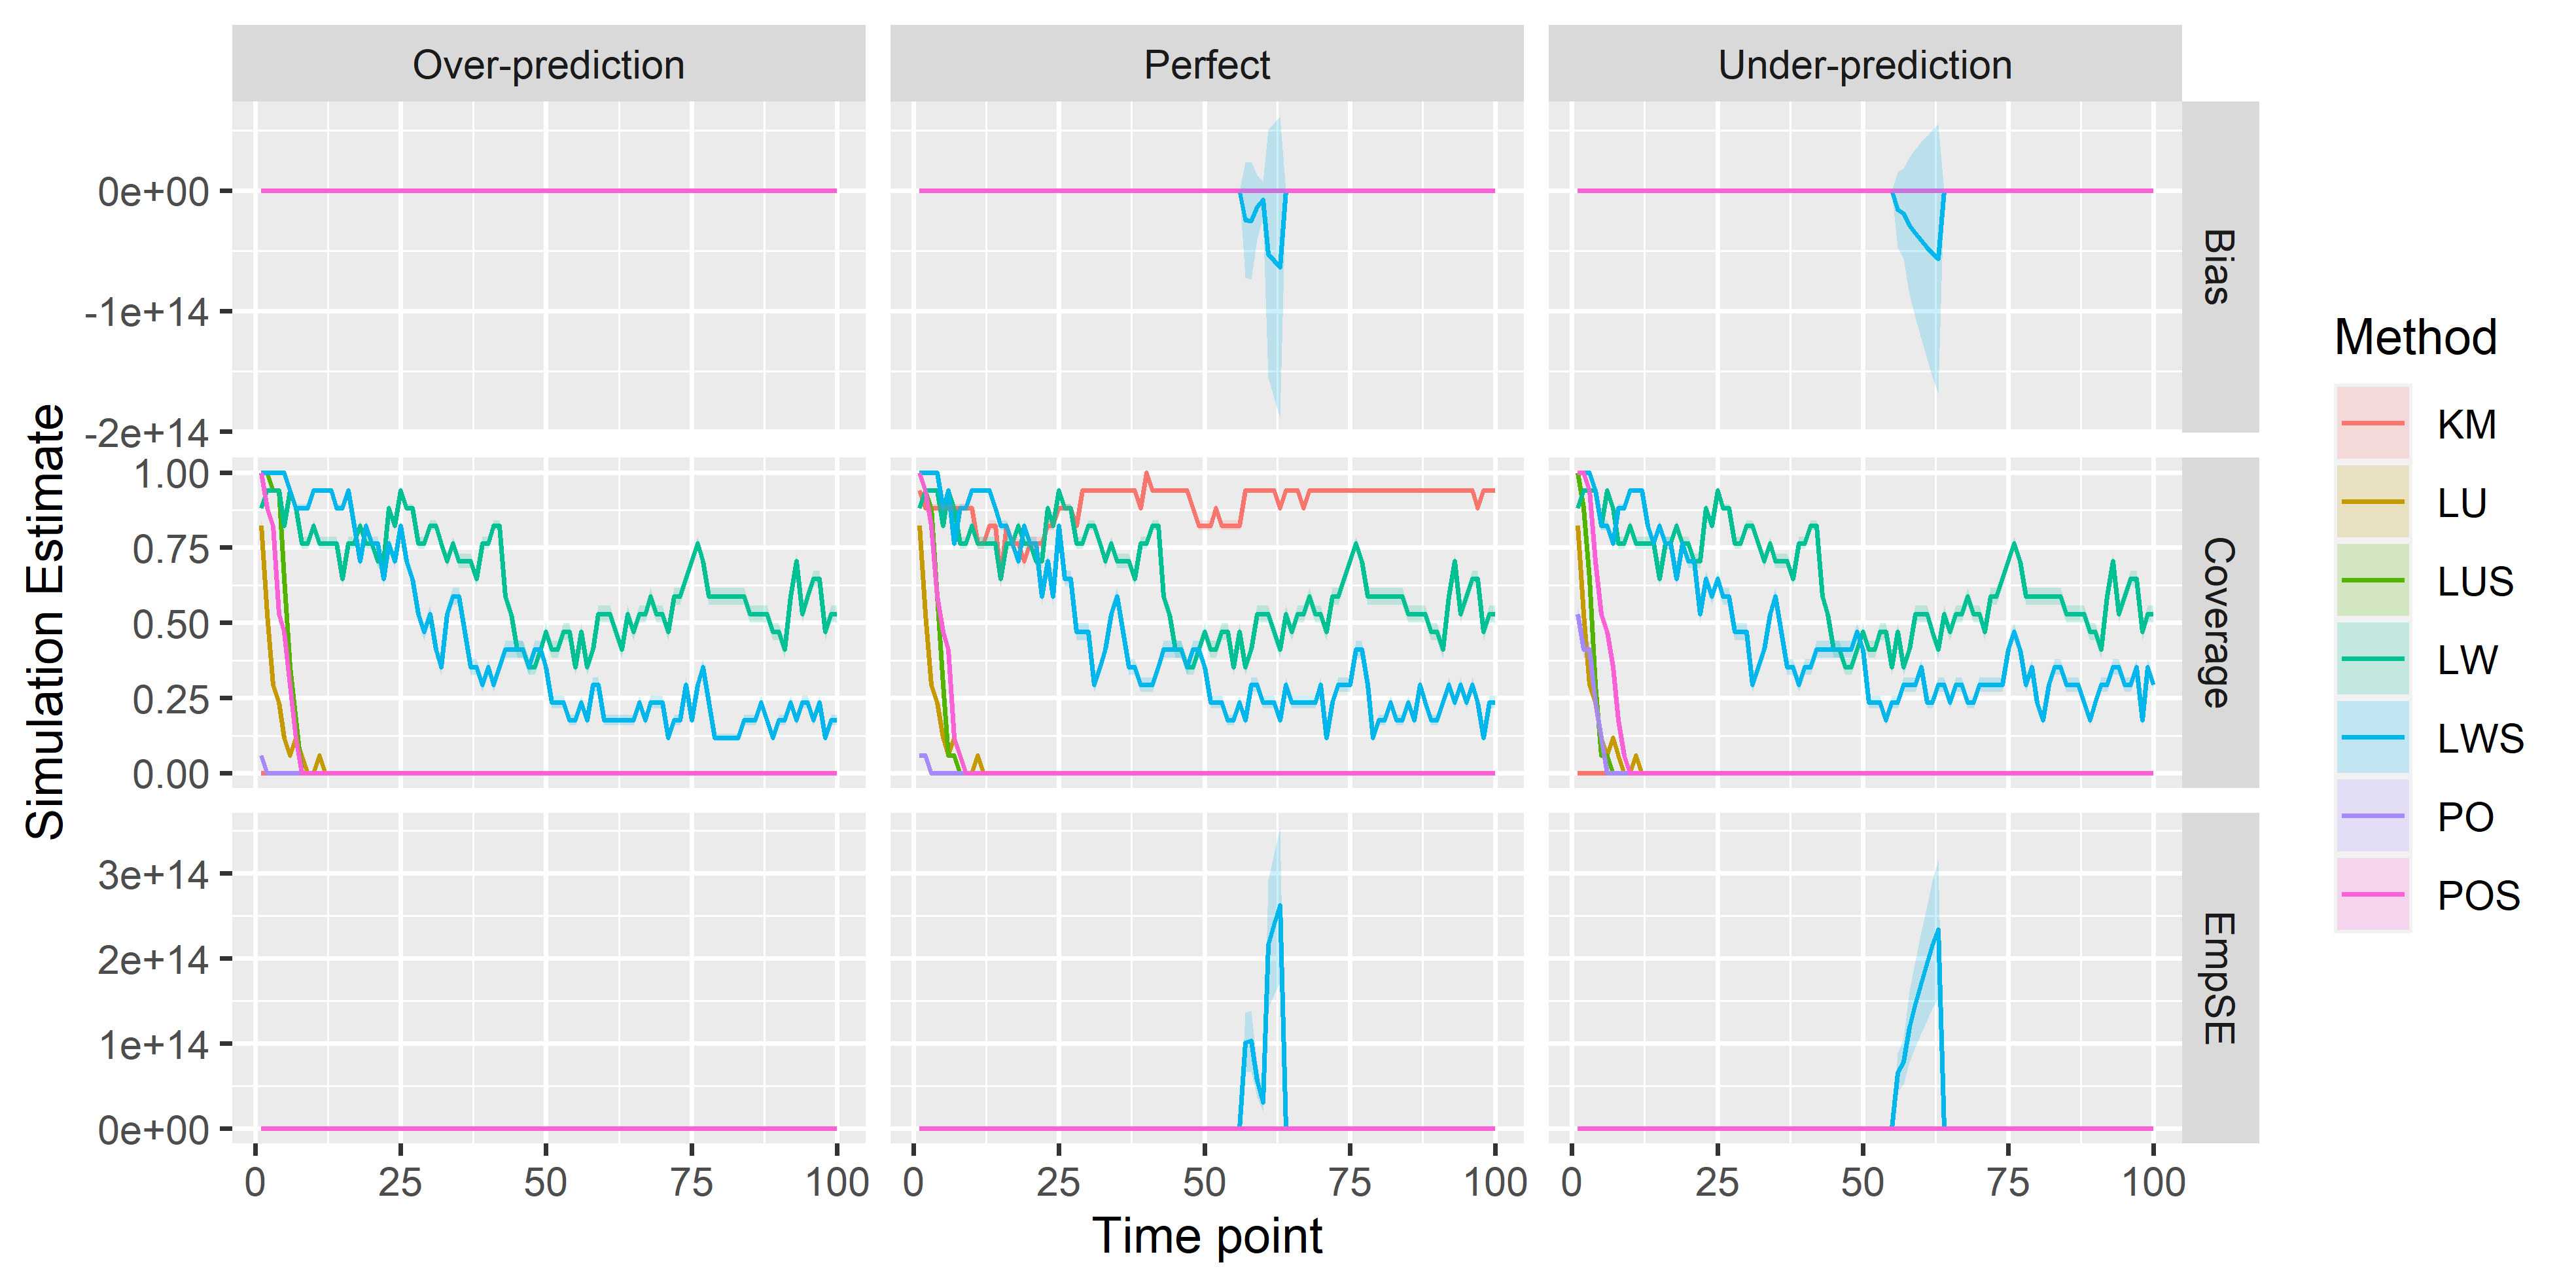 Over-prediction
Perfect
Under-prediction
Simulation Estimate
0e+00
-1e+14
-2e+14
Bias
1.00
0.75
0.50
0.25
0.00
Coverage
3e+14
2e+14
1e+14
0e+00
EmpSE
0 25 50 75 100
0 25 50 75 100
0 25 50 75 100
Time point
Method
KM
LU
LUS
LW
LWS
PO
POS